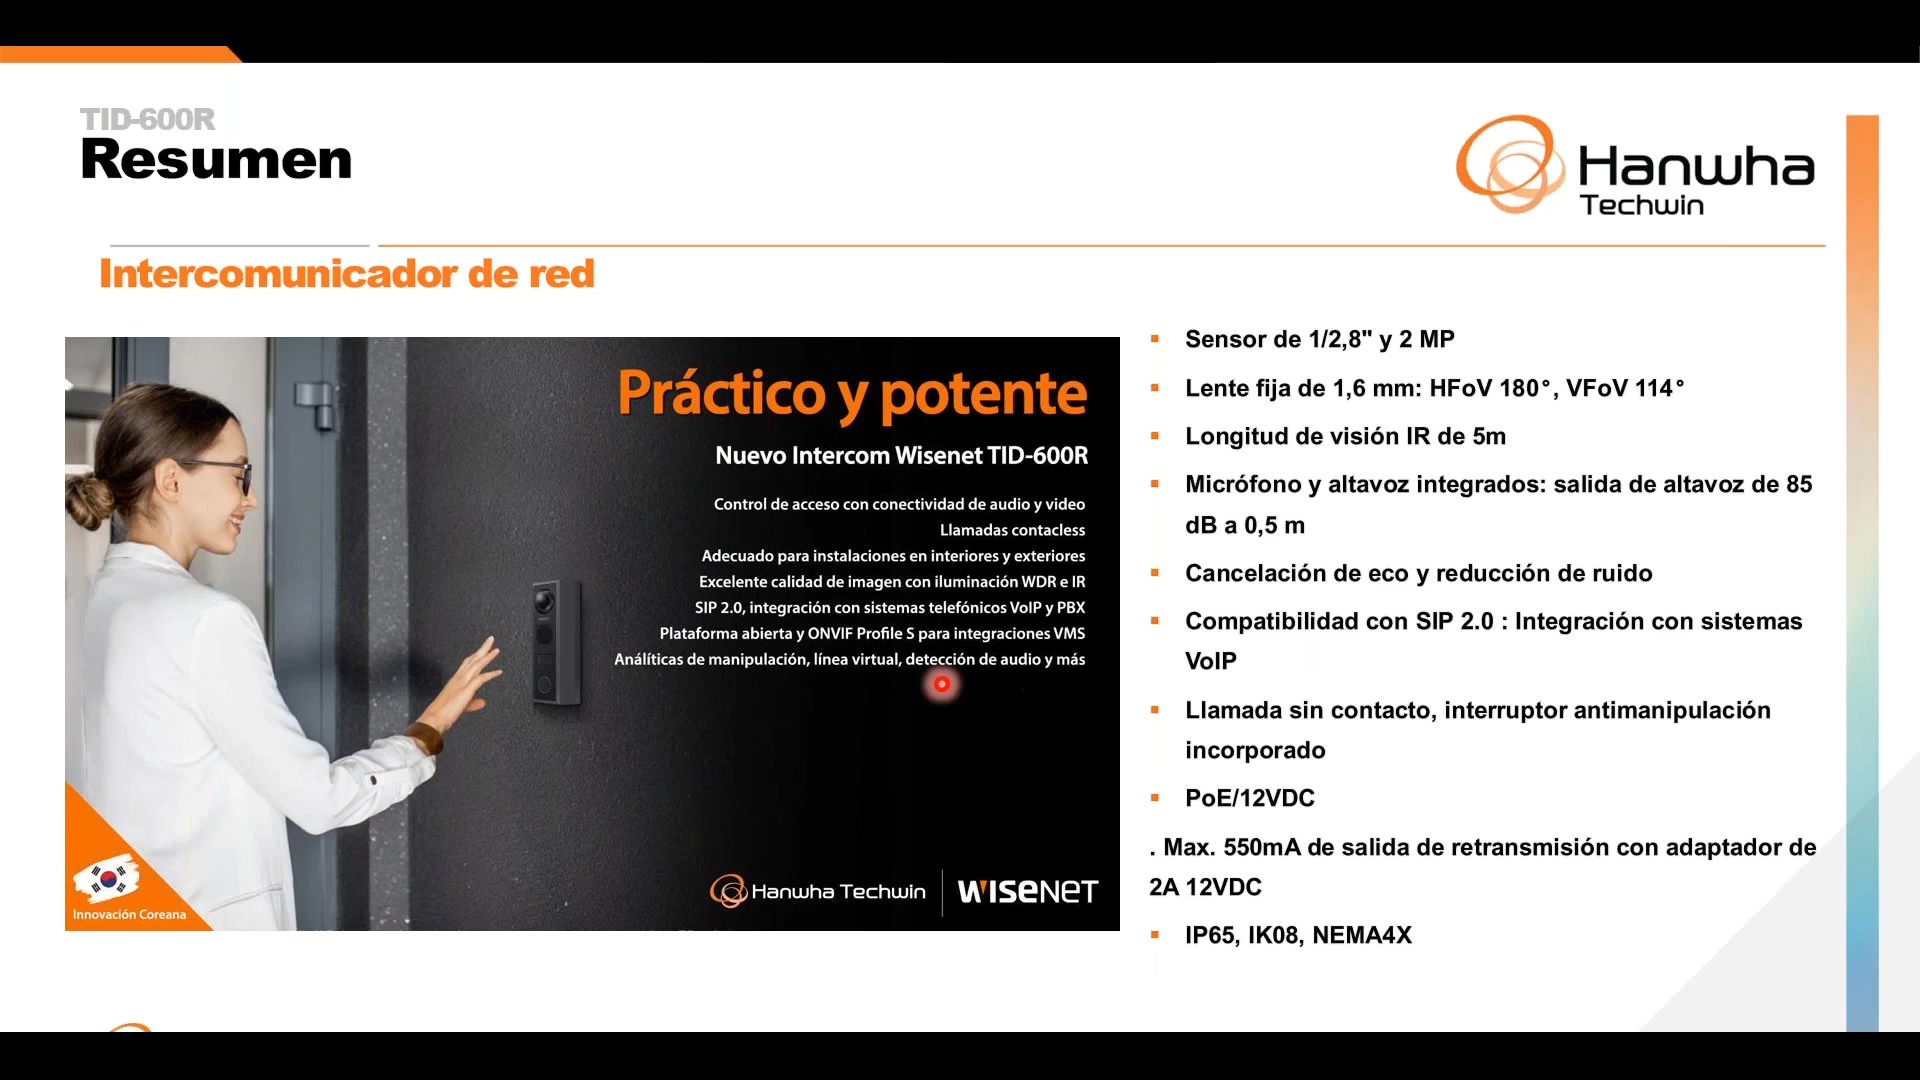 TID-600R
Resumen
Hanwha
Techwin
Intercomunicador de red
Práctico y potente
Nuevo Intercom Wisenet TID-600R
Control de acceso con conectividad de audio y video
Llamadas contacless
Adecuado para instalaciones en interiores y exteriores
Excelente calidad de imagen con iluminación WDR e IR
SIP 2.0, integración con sistemas telefónicos VoIP y PBX
Plataforma abierta y ONVIF Profile S para integraciones VMS
Análíticas de manipulación, línea virtual, detección de audio y más
Innovación Coreana
Hanwha Techwin
WISENET
Sensor de 1/2,8" y 2 MP
Lente fija de 1,6 mm: HFoV 180°, VFoV 114°
Longitud de visión IR de 5m
Micrófono y altavoz integrados: salida de altavoz de 85
dB a 0,5 m
Cancelación de eco y reducción de ruido
Compatibilidad con SIP 2.0 : Integración con sistemas
VoIP
Llamada sin contacto, interruptor antimanipulación
incorporado
PoE/12VDC
. Max. 550mA de salida de retransmisión con adaptador de
2A 12VDC
IP65, IK08, NEMA4X